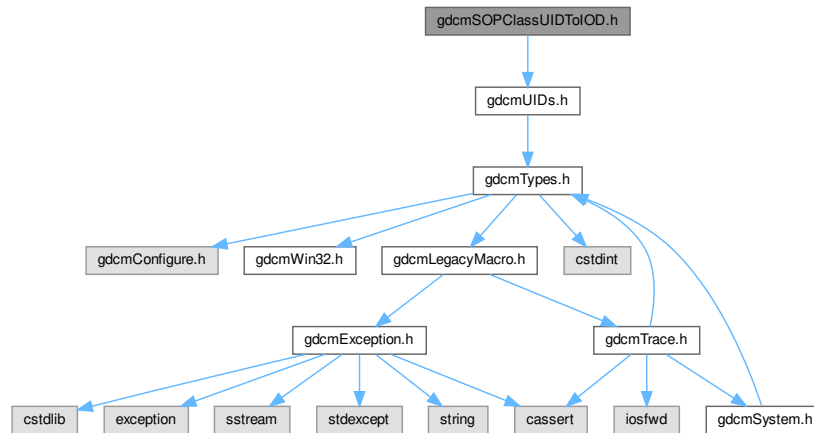 gdcmSOPClassUIDToIOD.h
gdcmUIDs.h
gdcmTypes.h
gdcmConfigure.h
gdcmWin32.h
gdcmLegacyMacro.h
cstdint
gdcmException.h
gdcmTrace.h
cstdlib
exception
sstream
stdexcept
string
cassert
iosfwd
gdcmSystem.h